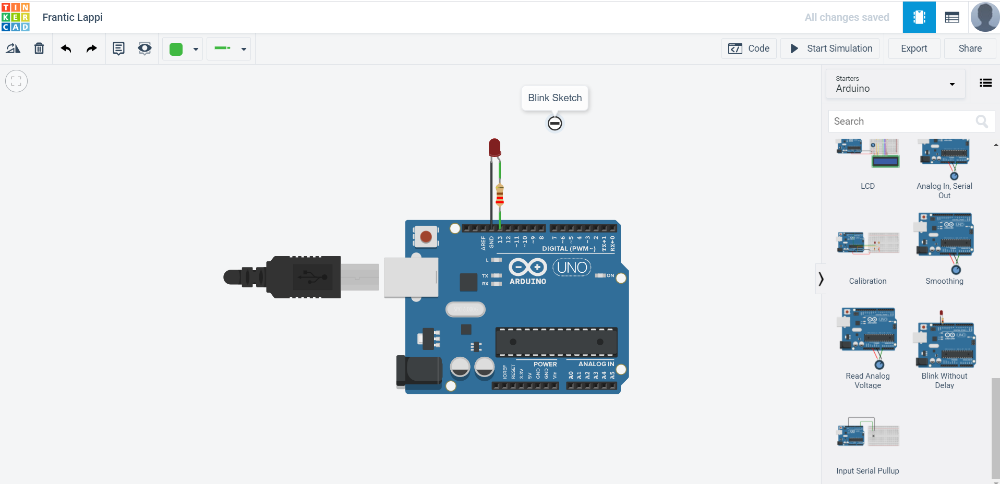 TIN
KER
CAD
Frantic Lappi
All changes saved
Code
Start Simulation
Export
Share
Starters
Arduino
Search
Blink Sketch
LCD
Analog In, Serial
Out
Calibration
Smoothing
Read Analog
Voltage
Blink Without
Delay
Input Serial Pullup
AREF
GND
13
12
~11
~10
~9
8
7
~6
~5
4
~3
2
TX→1
RX←0
DIGITAL (PWM~)
L
TX
RX
ARDUINO
UNO
ON
POWER
ANALOG IN
IOREF
RESET
3.3V
5V
GND
GND
Vin
A0
A1
A2
A3
A4
A5